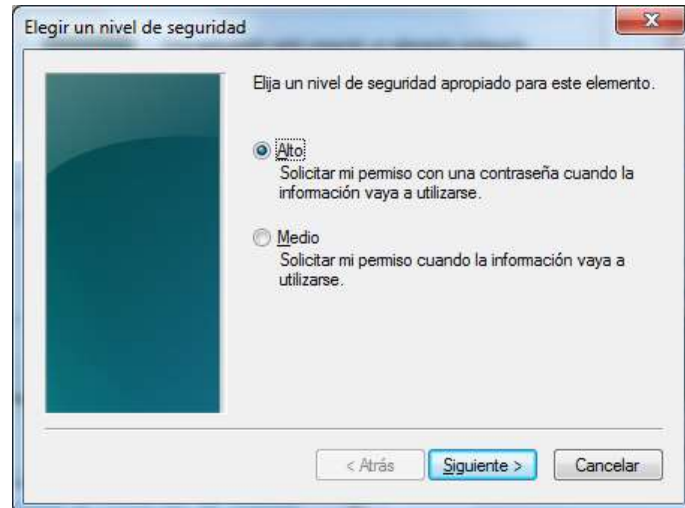 Elegir un nivel de seguridad
Elija un nivel de seguridad apropiado para este elemento.
Alto
Solicitar mi permiso con una contraseña cuando la
información vaya a utilizarse.
Medio
Solicitar mi permiso cuando la información vaya a
utilizarse.
< Atrás
Siguiente >
Cancelar